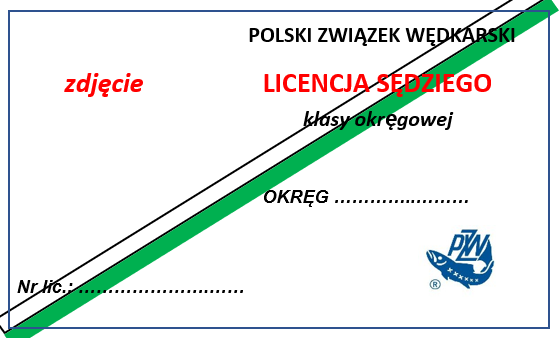 POLSKI ZWIĄZEK WĘDKARSKI
zdjęcie
LICENCJA SĘDZIEGO
klasy okręgowej
OKRĘG ……………..………
PZW
®
Nr lic.: …………………..……